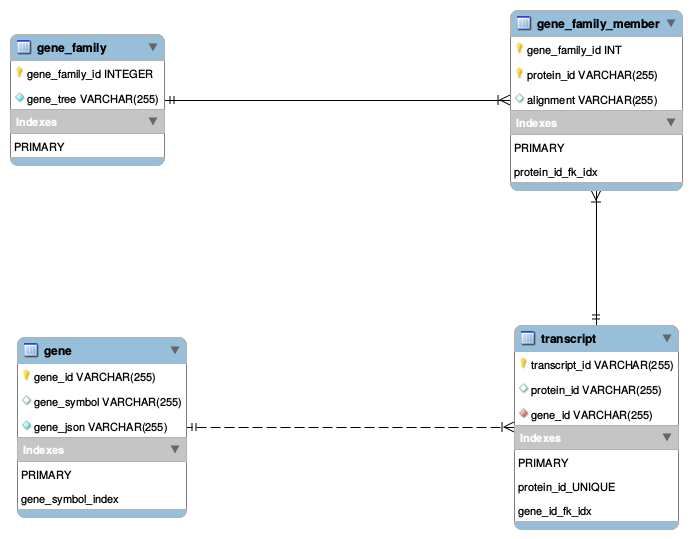 gene_family
gene_family_id INTEGER
gene_tree VARCHAR(255)
Indexes
PRIMARY
gene_family_member
gene_family_id INT
protein_id VARCHAR(255)
alignment VARCHAR(255)
Indexes
PRIMARY
protein_id_fk_idx
gene
gene_id VARCHAR(255)
gene_symbol VARCHAR(255)
gene_json VARCHAR(255)
Indexes
PRIMARY
gene_symbol_index
transcript
transcript_id VARCHAR(255)
protein_id VARCHAR(255)
gene_id VARCHAR(255)
Indexes
PRIMARY
protein_id_UNIQUE
gene_id_fk_idx